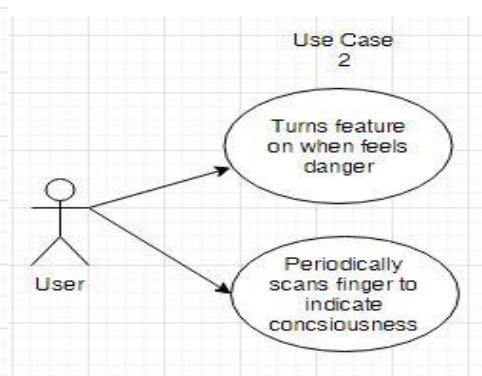 Use Case
2
Turns feature
on when feels
danger
User
Periodically
scans finger to
indicate
concsiousness